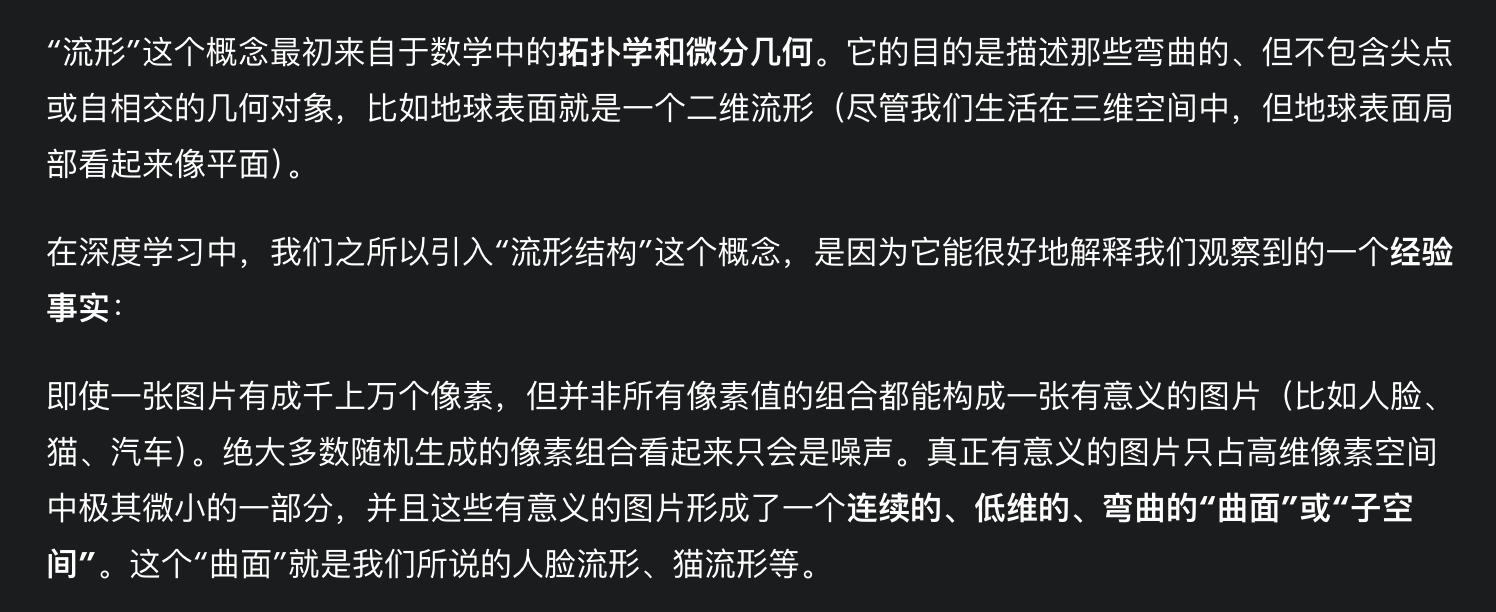 “流形”这个概念最初来自于数学中的拓扑学和微分几何。它的目的是描述那些弯曲的、但不包含尖点
或自相交的几何对象，比如地球表面就是一个二维流形（尽管我们生活在三维空间中，但地球表面局
部看起来像平面）。
在深度学习中，我们之所以引入“流形结构”这个概念，是因为它能很好地解释我们观察到的一个经验
事实：
即使一张图片有成千上万个像素，但并非所有像素值的组合都能构成一张有意义的图片（比如人脸、
猫、汽车）。绝大多数随机生成的像素组合看起来只会是噪声。真正有意义的图片只占高维像素空间
中极其微小的一部分，并且这些有意义的图片形成了一个连续的、低维的、弯曲的“曲面”或“子空
间”。这个“曲面”就是我们所说的人脸流形、猫流形等。